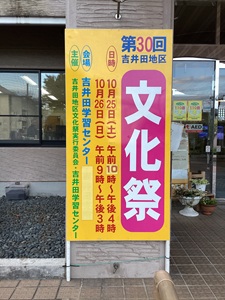 第30回
吉井田地区
文化祭
日時
10月25日(土)午前10時〜午後4時
10月26日(日)午前9時〜午後3時
会場
吉井田学習センター
主催
吉井田地区文化祭実行委員会・吉井田学習センター
AED